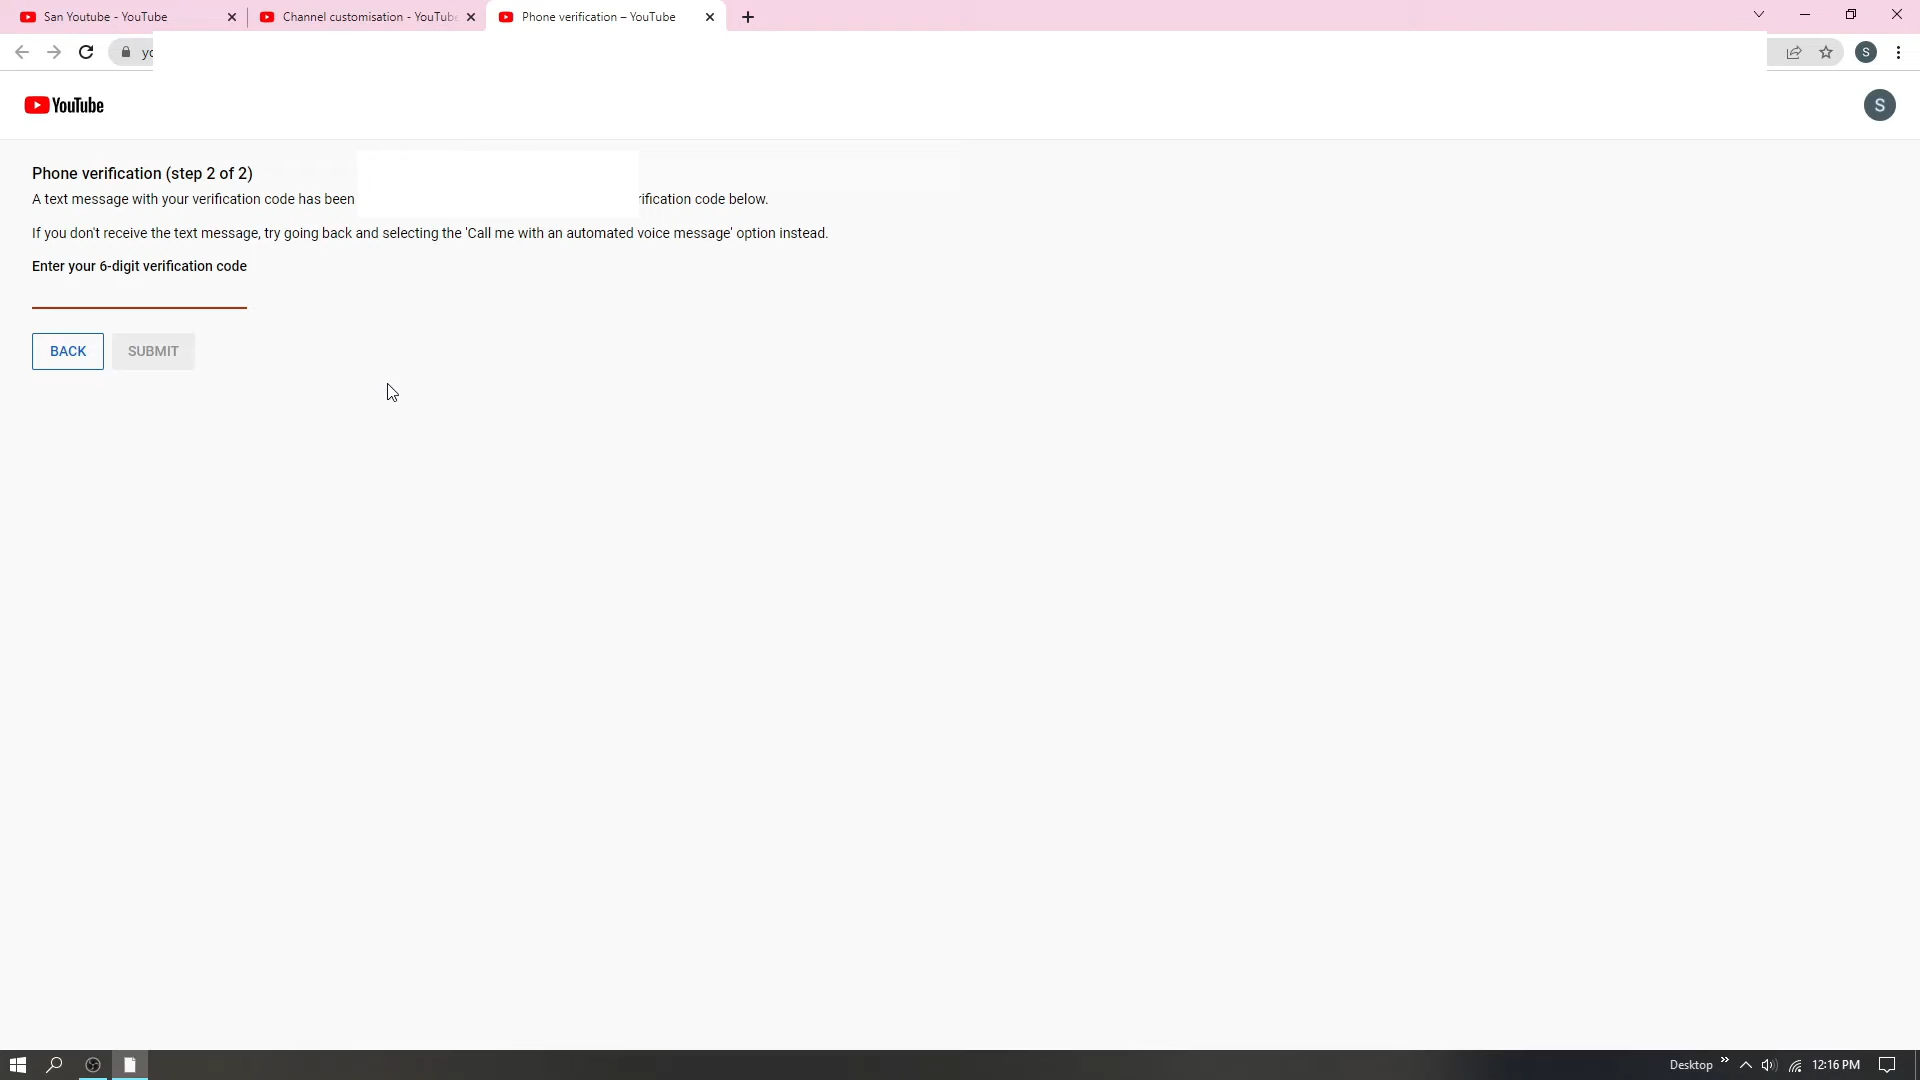 San Youtube - YouTube
Channel customisation - YouTube
Phone verification – YouTube
S
YouTube
S
Phone verification (step 2 of 2)
A text message with your verification code has been
code below.
If you don't receive the text message, try going back and selecting the 'Call me with an automated voice message' option instead.
Enter your 6-digit verification code
BACK SUBMIT
Desktop 12:16 PM